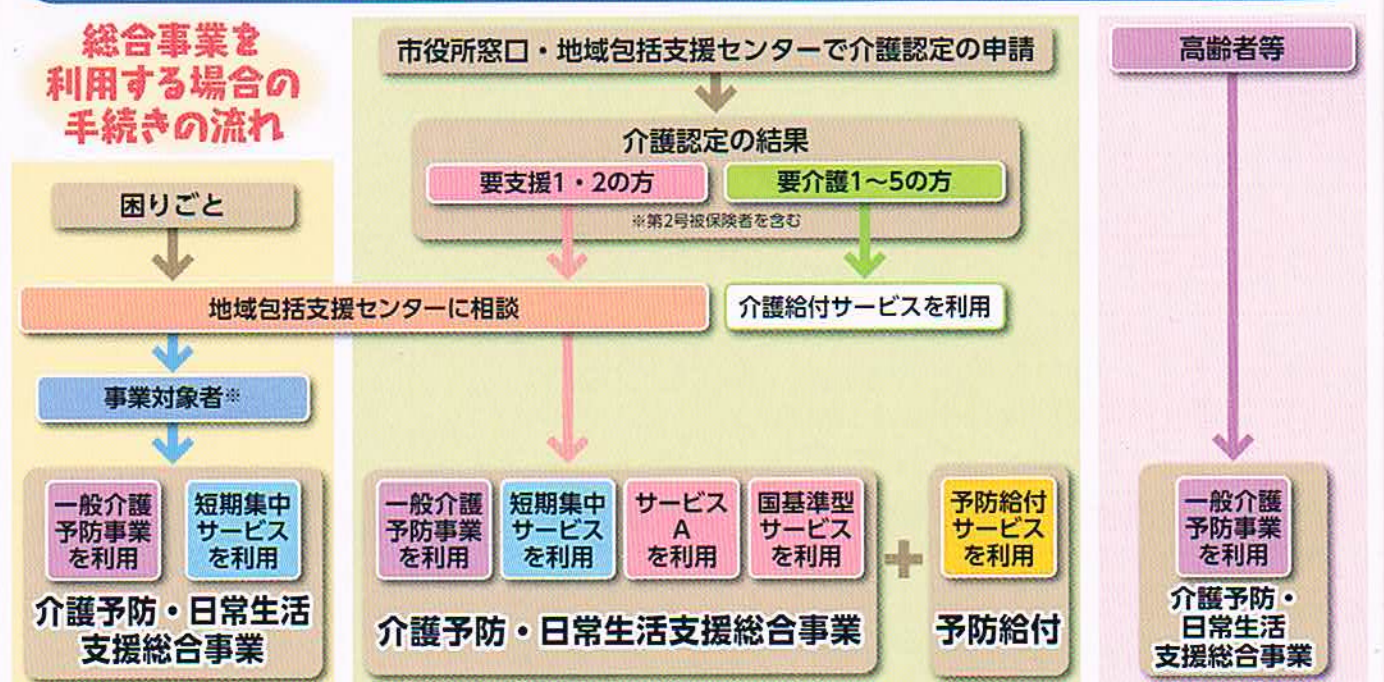 総合事業を
利用する場合の
手続きの流れ
困りごと
地域包括支援センターに相談
事業対象者※
一般介護
予防事業
を利用
短期集中
サービス
を利用
介護予防・日常生活
支援総合事業
市役所窓口・地域包括支援センターで介護認定の申請
介護認定の結果
要支援1・2の方
要介護1～5の方
※第2号被保険者を含む
介護給付サービスを利用
一般介護
予防事業
を利用
短期集中
サービス
を利用
サービス
A
を利用
国基準型
サービス
を利用
介護予防・日常生活支援総合事業
+
予防給付
サービス
を利用
予防給付
高齢者等
一般介護
予防事業
を利用
介護予防・
日常生活
支援総合事業